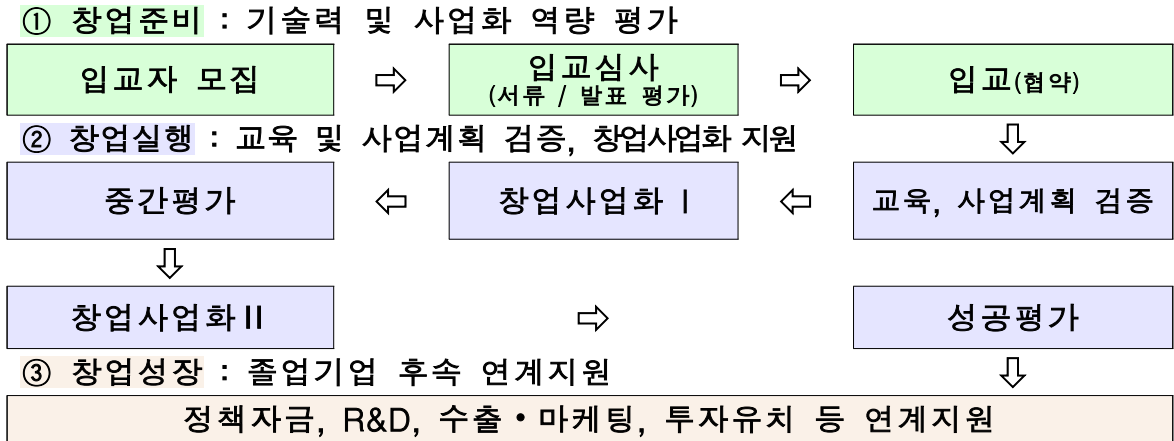 ① 창업준비 : 기술력 및 사업화 역량 평가
입교자 모집 ⇨ 입교심사 ⇨ 입교(협약)
(서류 / 발표 평가)
② 창업실행 : 교육 및 사업계획 검증, 창업사업화 지원
중간평가 ⇦ 창업사업화 Ⅰ ⇦ 교육, 사업계획 검증
창업사업화Ⅱ ⇨ 성공평가
③ 창업성장 : 졸업기업 후속 연계지원
정책자금, R&D, 수출·마케팅, 투자유치 등 연계지원